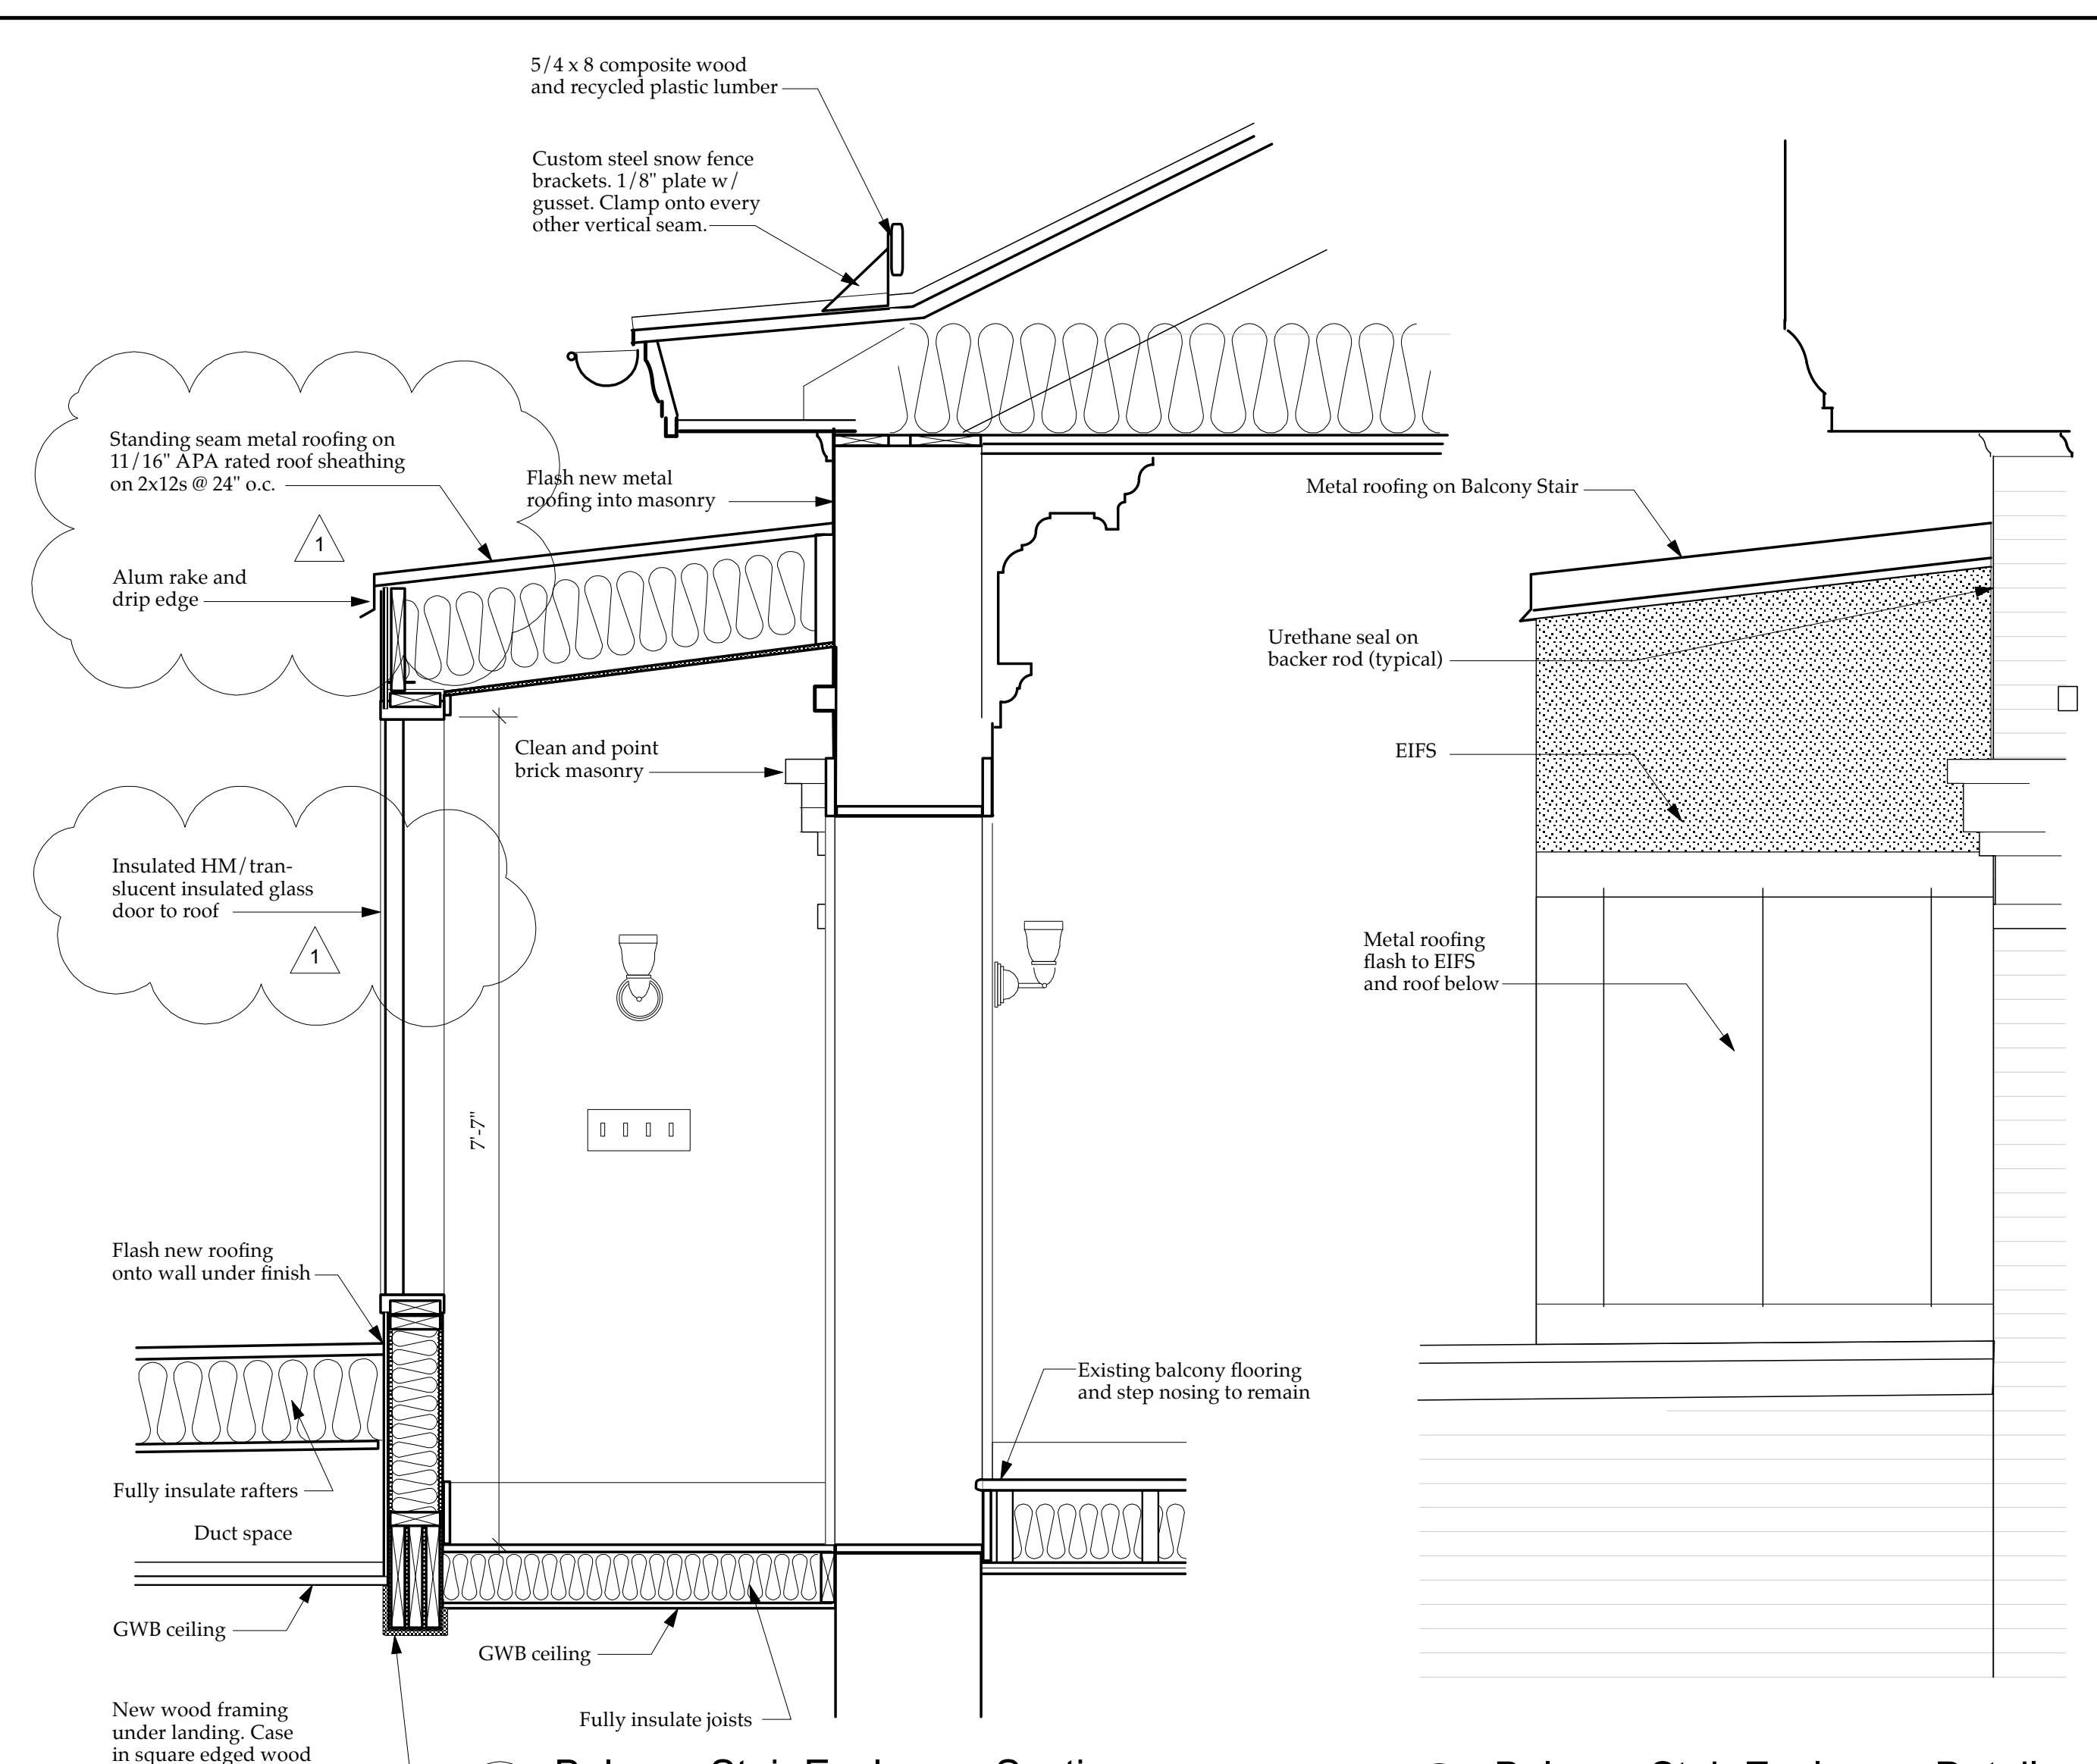 5/4 x 8 composite wood
and recycled plastic lumber
Custom steel snow fence
brackets. 1/8" plate w/
gusset. Clamp onto every
other vertical seam.
Standing seam metal roofing on
11/16" APA rated roof sheathing
on 2x12s @ 24" o.c.
1
Alum rake and
drip edge
Flash new metal
roofing into masonry
Metal roofing on Balcony Stair
Urethane seal on
backer rod (typical)
EIFS
Clean and point
brick masonry
Insulated HM/tran-
slucent insulated glass
door to roof
1
Metal roofing
flash to EIFS
and roof below
7'-7"
Flash new roofing
onto wall under finish
Existing balcony flooring
and step nosing to remain
Fully insulate rafters
Duct space
GWB ceiling
GWB ceiling
Fully insulate joists
New wood framing
under landing. Case
in square edged wood